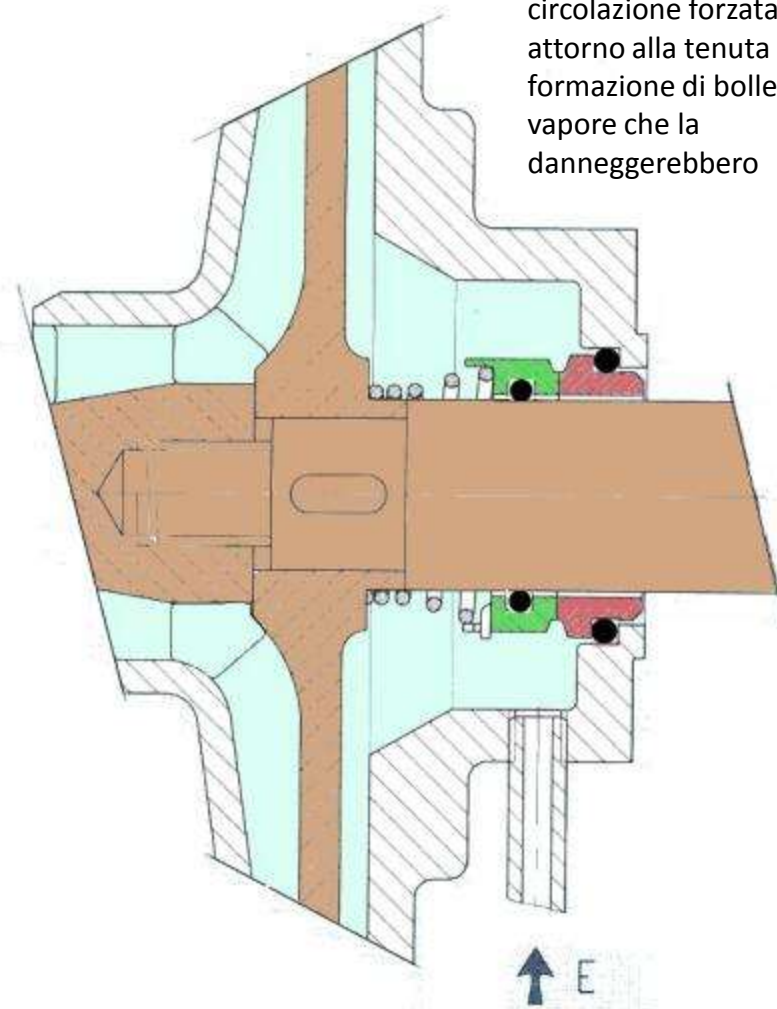 circolazione forzata
attorno alla tenuta
formazione di bolle
vapore che la
danneggerebbero
E